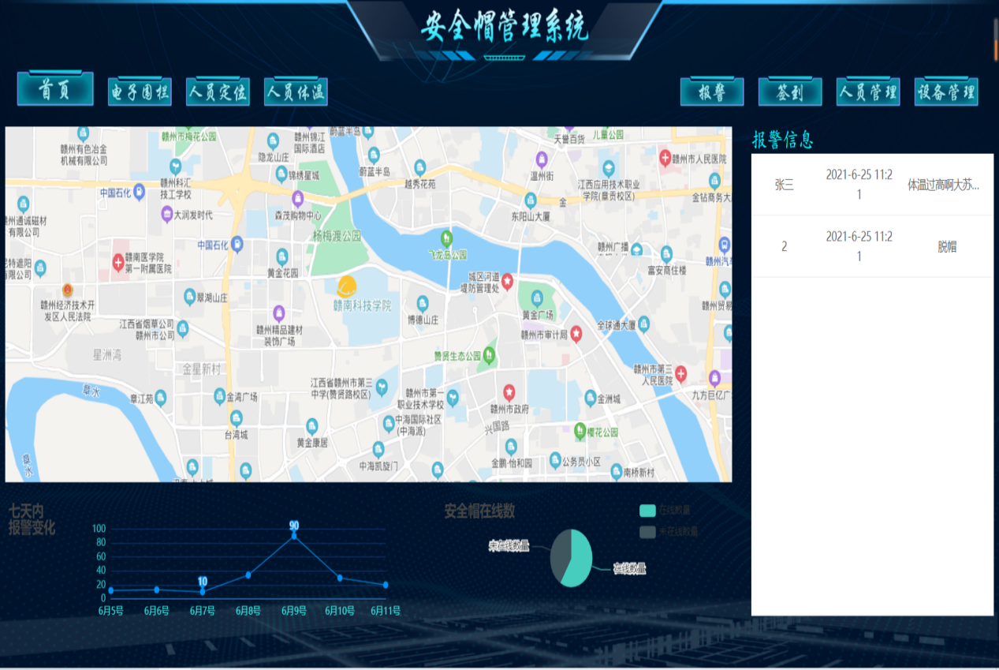 安全帽管理系统
首页
电子围栏
人员定位
人员体温
报警
签到
人员管理
设备管理
赣州有色冶金
机械有限公司
赣州市梅花公园
隐龙山庄
赣州锦江
国际酒店
蔚蓝半岛
蔚蓝半岛
天誉百货
儿童公园
温州街
赣州市人民医院
赣州科汇
技工学校
中国石化
锦绣星城
越秀花苑
江西应用技术职业
学院(章贡校区)
金钻商务大
州通诚磁材
有限公司
大润发时代
森茂购物中心
东阳山大厦
金
中国石化
杨梅渡公园
飞龙岛公园
赣州广播
赣州汽车
尼特遮阳
有限公司
赣南医学院
第一附属医院
黄金花园
城区河道
堤防管理处
富安商住楼
赣州经济技术开
发区人民法院
翠湖山庄
赣南科技学院
博德山庄
黄金广场
赣州贸易
江西省烟草公司
赣州市公司
赣州精品建材
装饰广场
赣州市审计局
全球通大厦
星洲湾
金星新村
赞贤生态公园
赣州市第三
人民医院
章水
章江苑
金湾广场
江西省赣州市第三
中学(赞贤路校区)
赣州市第一
职业技术学校
赣州市政府
金洲城
九方巨亿广
台湾城
黄金康居
中海国际社区
(中海派)
兴国路
樱花公园
章水
中海凯旋门
金鹏·怡和园
公务员小区
南桥新村
报警信息
张三
2021-6-25 11:2
1
体温过高啊大苏...
2
2021-6-25 11:2
1
脱帽
七天内
报警变化
100
80
60
40
20
0
10
90
6月5号
6月6号
6月7号
6月8号
6月9号
6月10号
6月11号
安全帽在线数
在线数量
未在线数量
未在线数量
在线数量